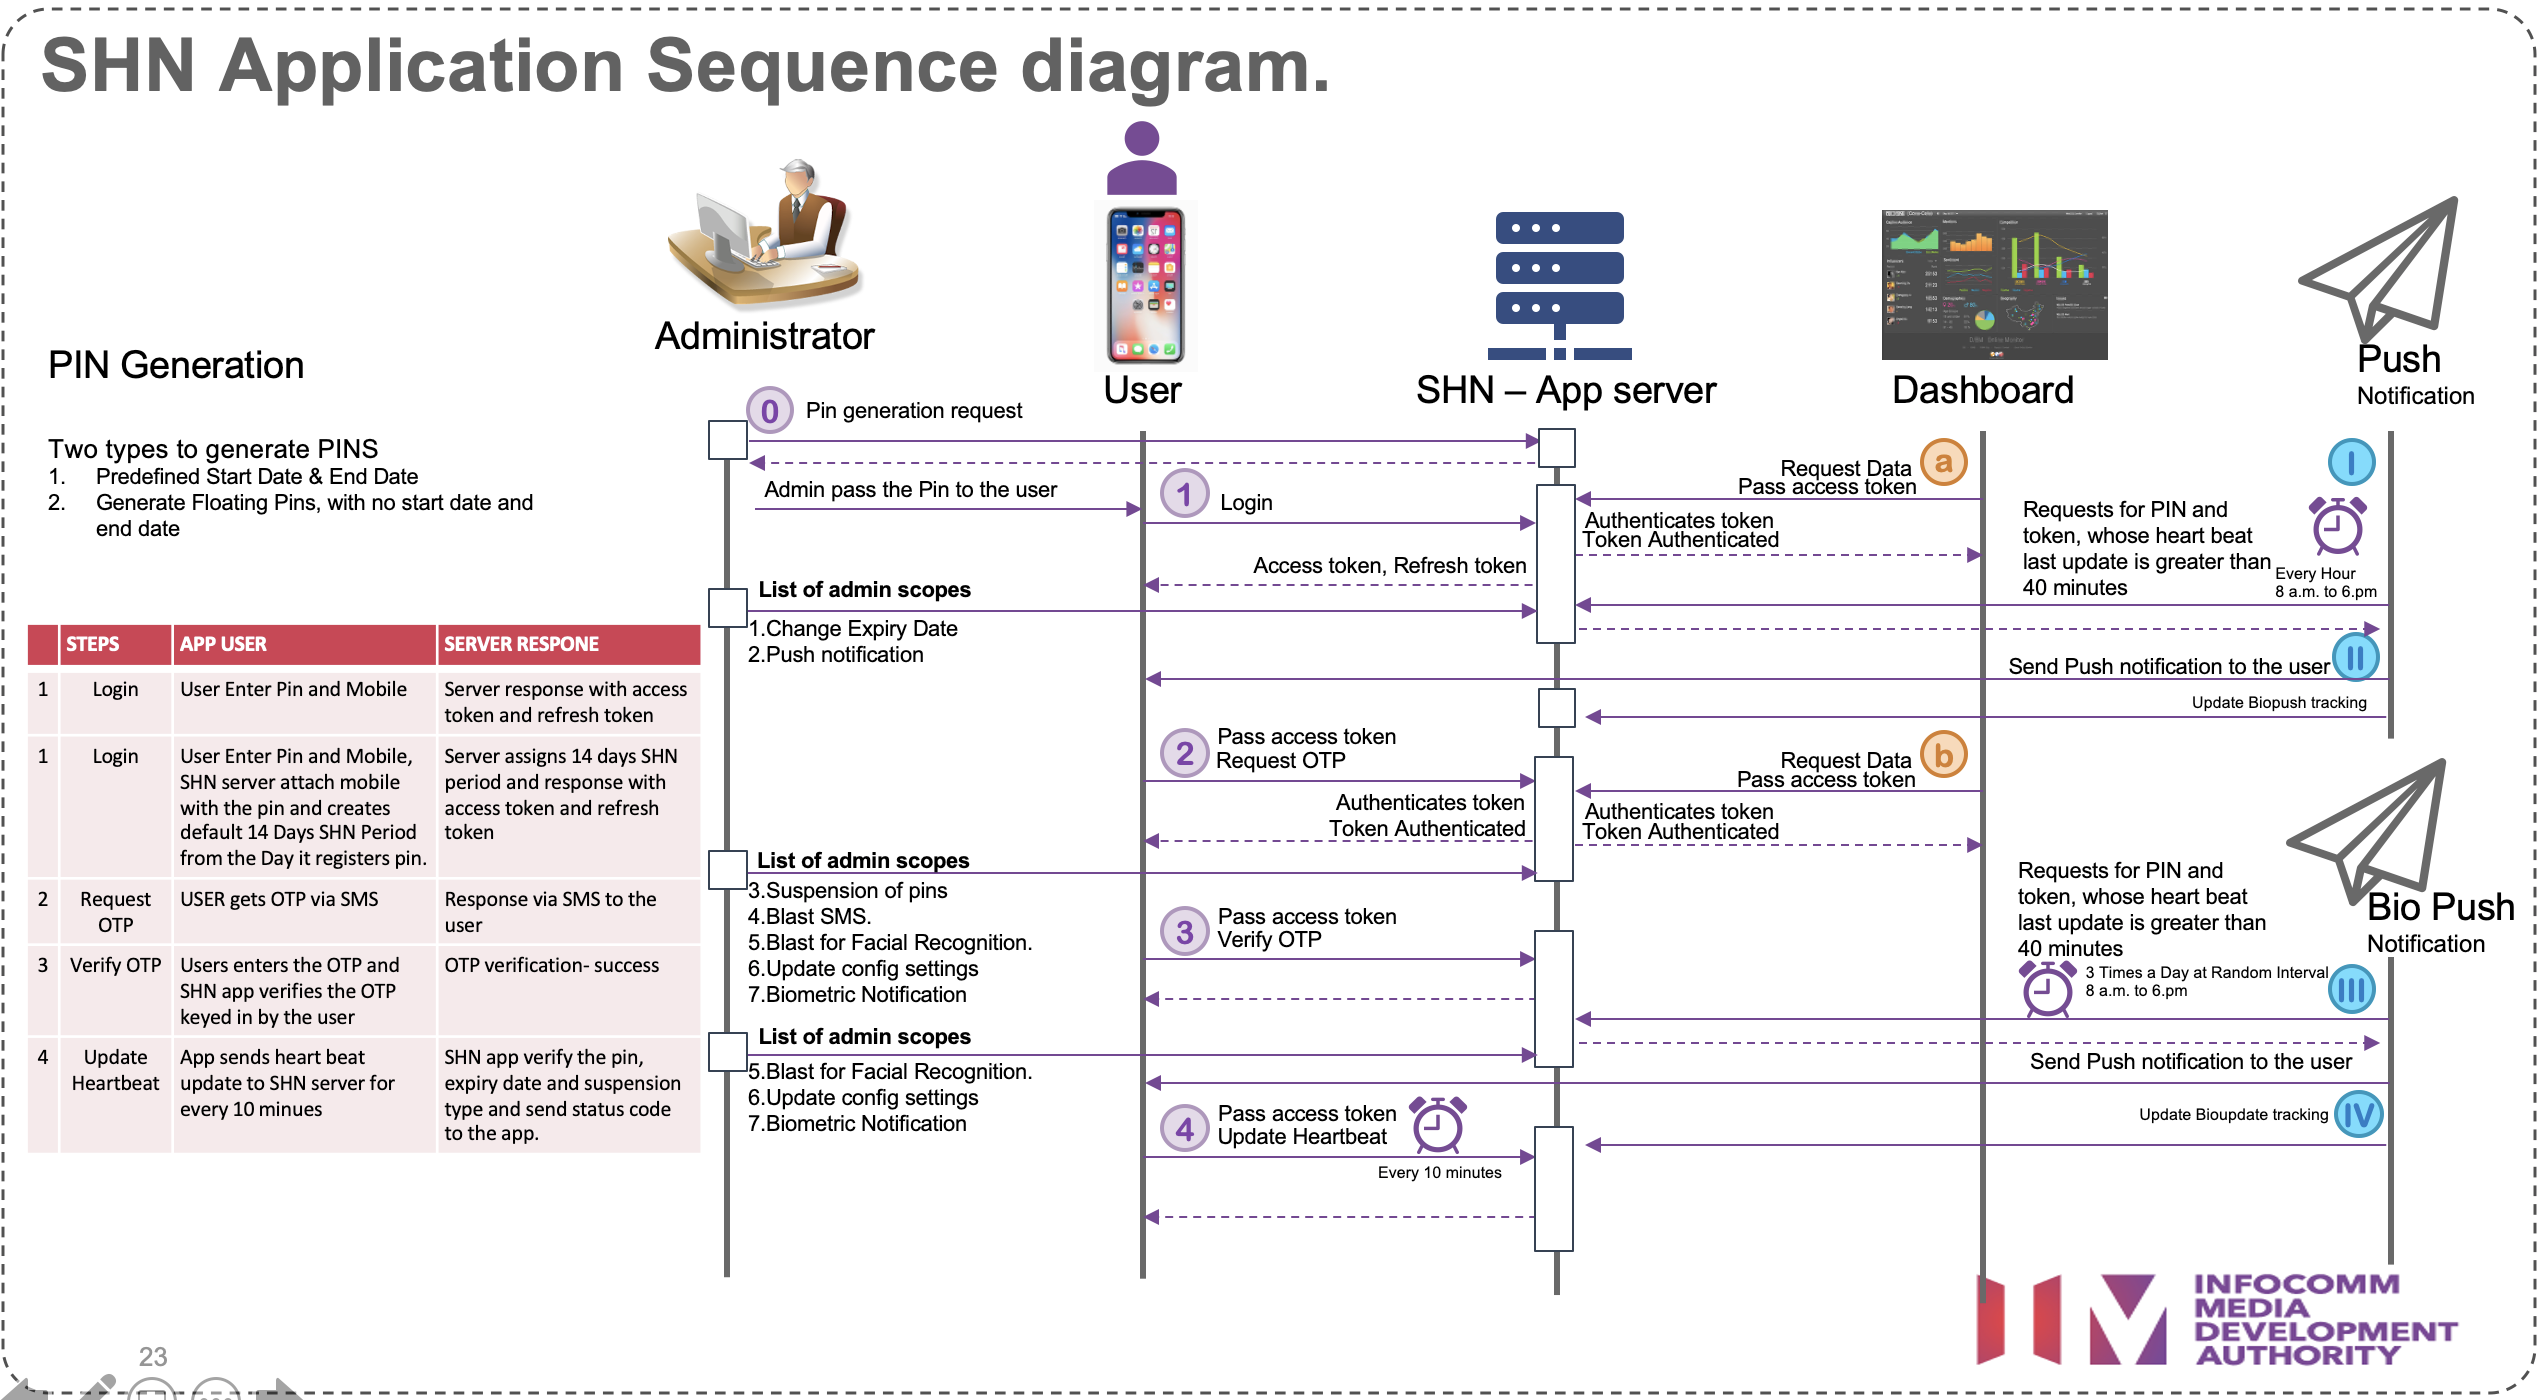 SHN Application Sequence diagram.
Administrator
User
SHN – App server
Dashboard
Push
Notification
PIN Generation
Two types to generate PINS
1. Predefined Start Date & End Date
2. Generate Floating Pins, with no start date and
end date
STEPS APP USER SERVER RESPONE
1 Login User Enter Pin and Mobile Server response with access
token and refresh token
1 Login User Enter Pin and Mobile, Server assigns 14 days SHN
SHN server attach mobile period and response with
with the pin and creates access token and refresh
default 14 Days SHN Period token
from the Day it registers pin.
2 Request USER gets OTP via SMS Response via SMS to the
OTP user
3 Verify OTP Users enters the OTP and OTP verification- success
SHN app verifies the OTP
keyed in by the user
4 Update App sends heart beat SHN app verify the pin,
Heartbeat update to SHN server for expiry date and suspension
every 10 minues type and send status code
to the app.
0 Pin generation request
Admin pass the Pin to the user
1 Login
Access token, Refresh token
List of admin scopes
1.Change Expiry Date
2.Push notification
a
Request Data
Pass access token
Authenticates token
Token Authenticated
I
Requests for PIN and
token, whose heart beat
last update is greater than
40 minutes
Every Hour
8 a.m. to 6.pm
II
Send Push notification to the user
Update Biopush tracking
2
Pass access token
Request OTP
Authenticates token
Token Authenticated
b
Request Data
Pass access token
Authenticates token
Token Authenticated
List of admin scopes
3.Suspension of pins
4.Blast SMS.
5.Blast for Facial Recognition.
6.Update config settings
7.Biometric Notification
3
Pass access token
Verify OTP
Bio Push
Notification
Requests for PIN and
token, whose heart beat
last update is greater than
40 minutes
3 Times a Day at Random Interval
8 a.m. to 6.pm
III
List of admin scopes
5.Blast for Facial Recognition.
6.Update config settings
7.Biometric Notification
Send Push notification to the user
4
Pass access token
Update Heartbeat
Every 10 minutes
Update Bioupdate tracking
IV
INFOCOMM
MEDIA
DEVELOPMENT
AUTHORITY
23